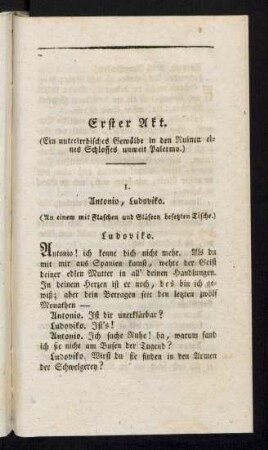 Erster Akt.
(Ein unterirrdisches Gewölbe in den Ruinen ei-
nes Schlosses unweit Palermo.)
1.
Antonio, Ludoviko.
(An einem mit Flaschen und Gläsern besetzten Tische.)
Ludoviko.
Antonio! ich kenne dich nicht mehr. Als du
mit mir aus Spanien kamst, wehte der Geist
deiner edlen Mutter in all deinen Handlungen.
In deinem Herzen ist er noch, des bin ich ge-
wiß; aber dein Betragen seit den letzten zwölf
Monathen —
Antonio. Ist dir unerklärbar?
Ludoviko. Ist's!
Antonio. Ich suche Ruhe! ha, warum fand
ich sie nicht am Busen der Tugend?
Ludoviko. Wirst du sie finden in den Armen
der Schwelgerey?